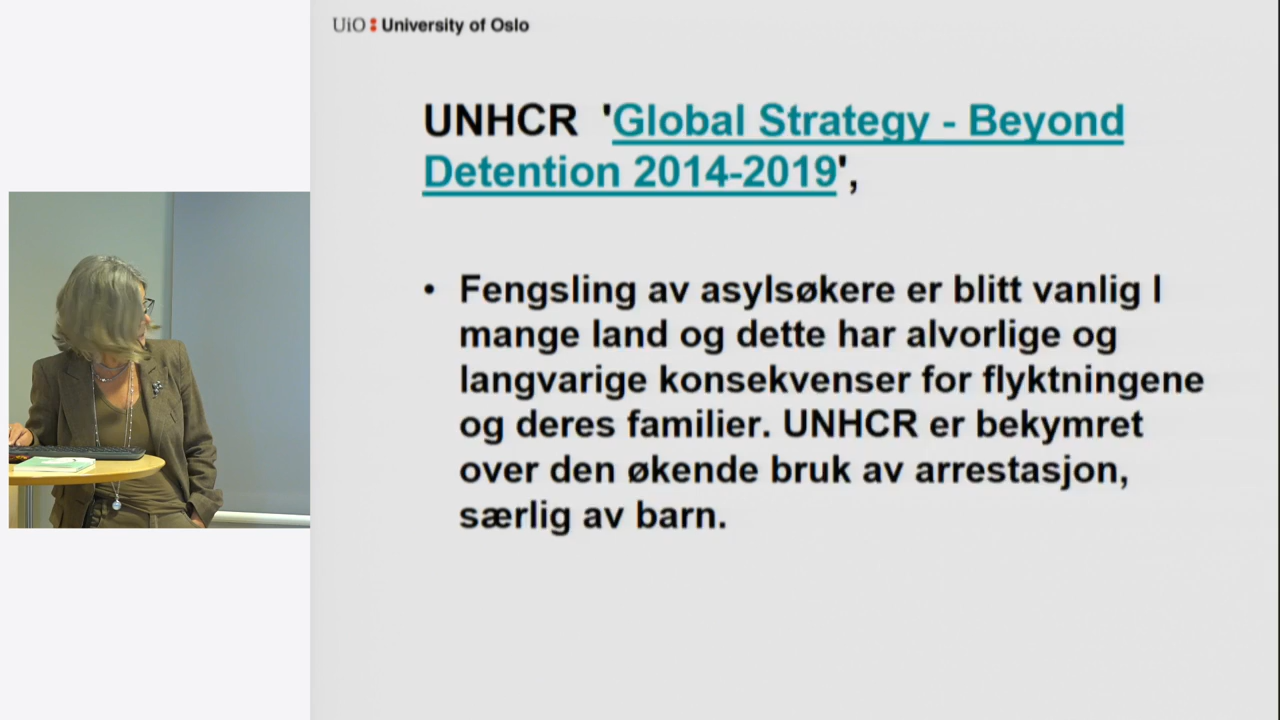 UiO University of Oslo
UNHCR 'Global Strategy - Beyond
Detention 2014-2019',
• Fengsling av asylsøkere er blitt vanlig I
mange land og dette har alvorlige og
langvarige konsekvenser for flyktningene
og deres familier. UNHCR er bekymret
over den økende bruk av arrestasjon,
særlig av barn.